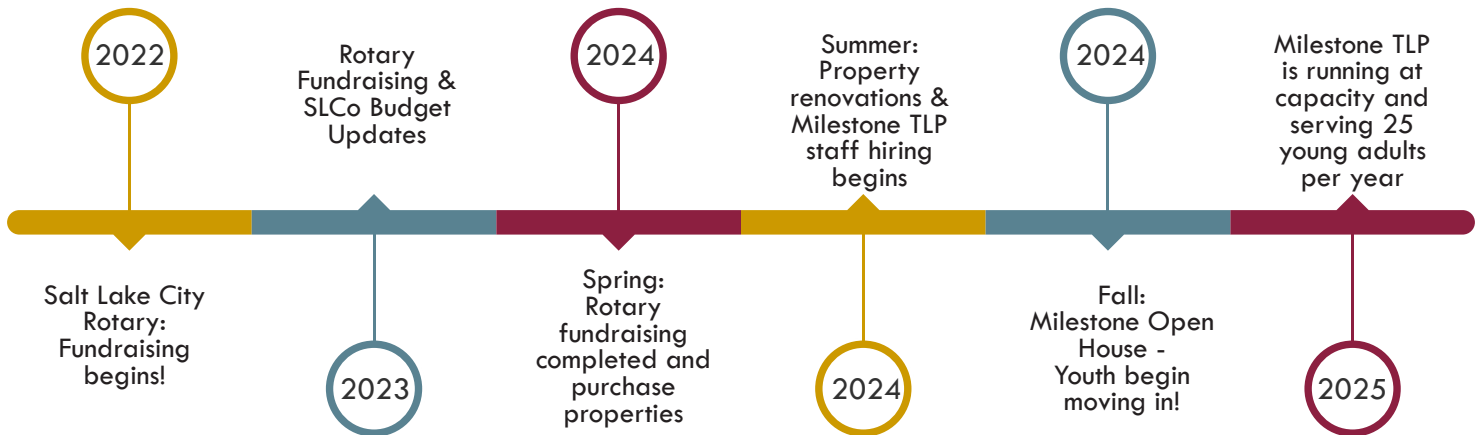 2022
Salt Lake City
Rotary:
Fundraising
begins!
Rotary
Fundraising &
SLCo Budget
Updates
2023
2024
Spring:
Rotary
fundraising
completed and
purchase
properties
Summer:
Property
renovations &
Milestone TLP
staff hiring
begins
2024
2024
Fall:
Milestone Open
House -
Youth begin
moving in!
Milestone TLP
is running at
capacity and
serving 25
young adults
per year
2025